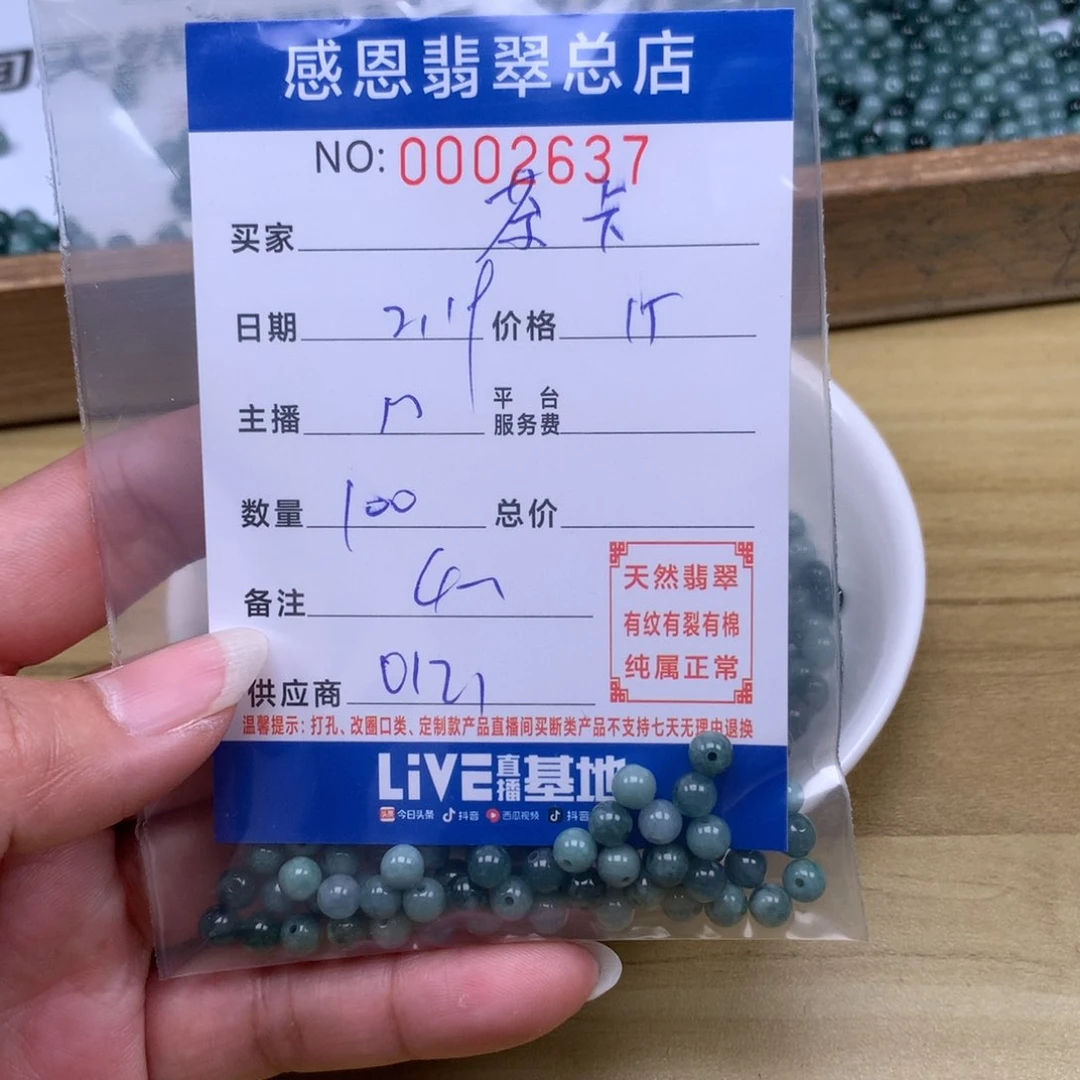 感恩翡翠总店
NO: 0002637
买家 茶卡
日期 价格
主播 平台服务费
数量 100 总价
备注
天然翡翠
有纹有裂有棉
纯属正常
供应商
温馨提示：打孔、改圈口类、定制款产品直播间买断类产品不支持七天无理由退换
LiVE直播基地
今日头条 抖音 西瓜视频 抖音